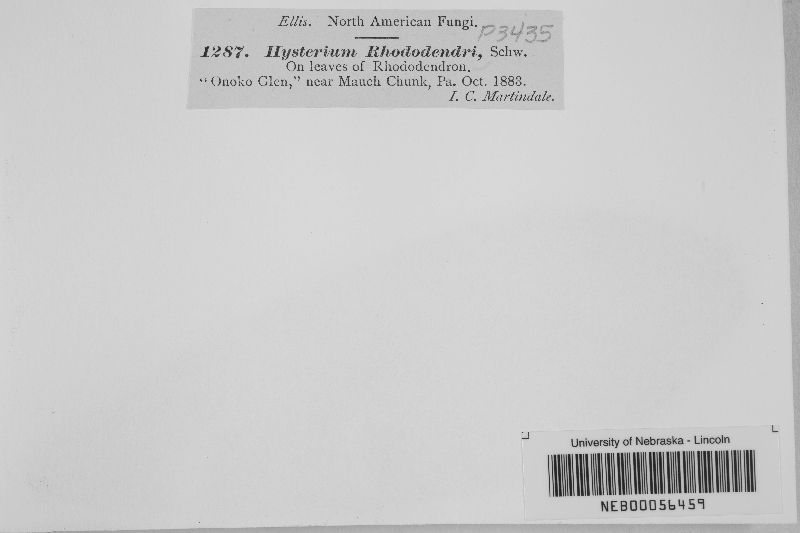 Ellis. North American Fungi.
P3435
1287. Hysterium Rhododendri, Schw.
On leaves of Rhododendron.
"Onoko Glen," near Mauch Chunk, Pa. Oct. 1883.
I. C. Martindale.
University of Nebraska - Lincoln
NEB00056459